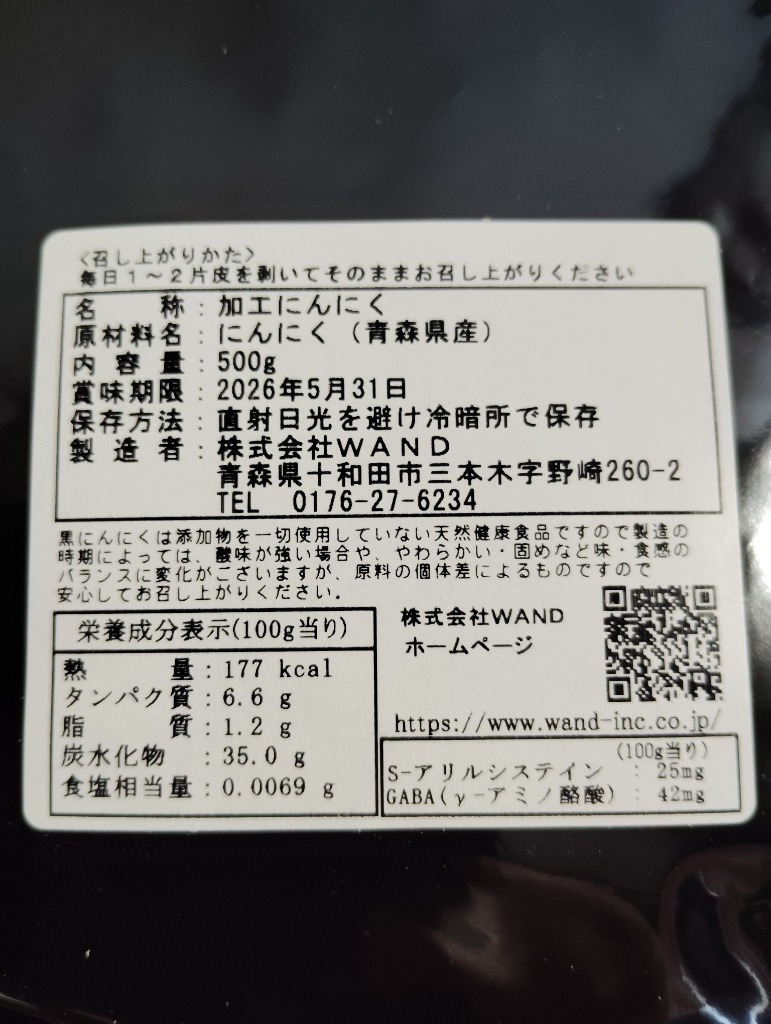 〈召し上がりかた〉
毎日1～2片皮を剥いてそのままお召し上がりください
名称：加工にんにく
原材料名：にんにく（青森県産）
内容量：500g
賞味期限：2026年5月31日
保存方法：直射日光を避け冷暗所で保存
製造者：株式会社ＷＡＮＤ
青森県十和田市三本木字野崎260-2
TEL 0176-27-6234
黒にんにくは添加物を一切使用していない天然健康食品ですので製造の
時期によっては、酸味が強い場合や、やわらかい・固めなど味・食感の
バランスに変化がございますが、原料の個体差によるものですので
安心してお召し上がりください。
栄養成分表示(100g当り)
熱量：177 kcal
タンパク質：6.6 g
脂質：1.2 g
炭水化物：35.0 g
食塩相当量：0.0069 g
株式会社WAND
ホームページ
https://www.wand-inc.co.jp/
(100g当り)
S-アリルシステイン：25mg
GABA(γ-アミノ酪酸)：42mg